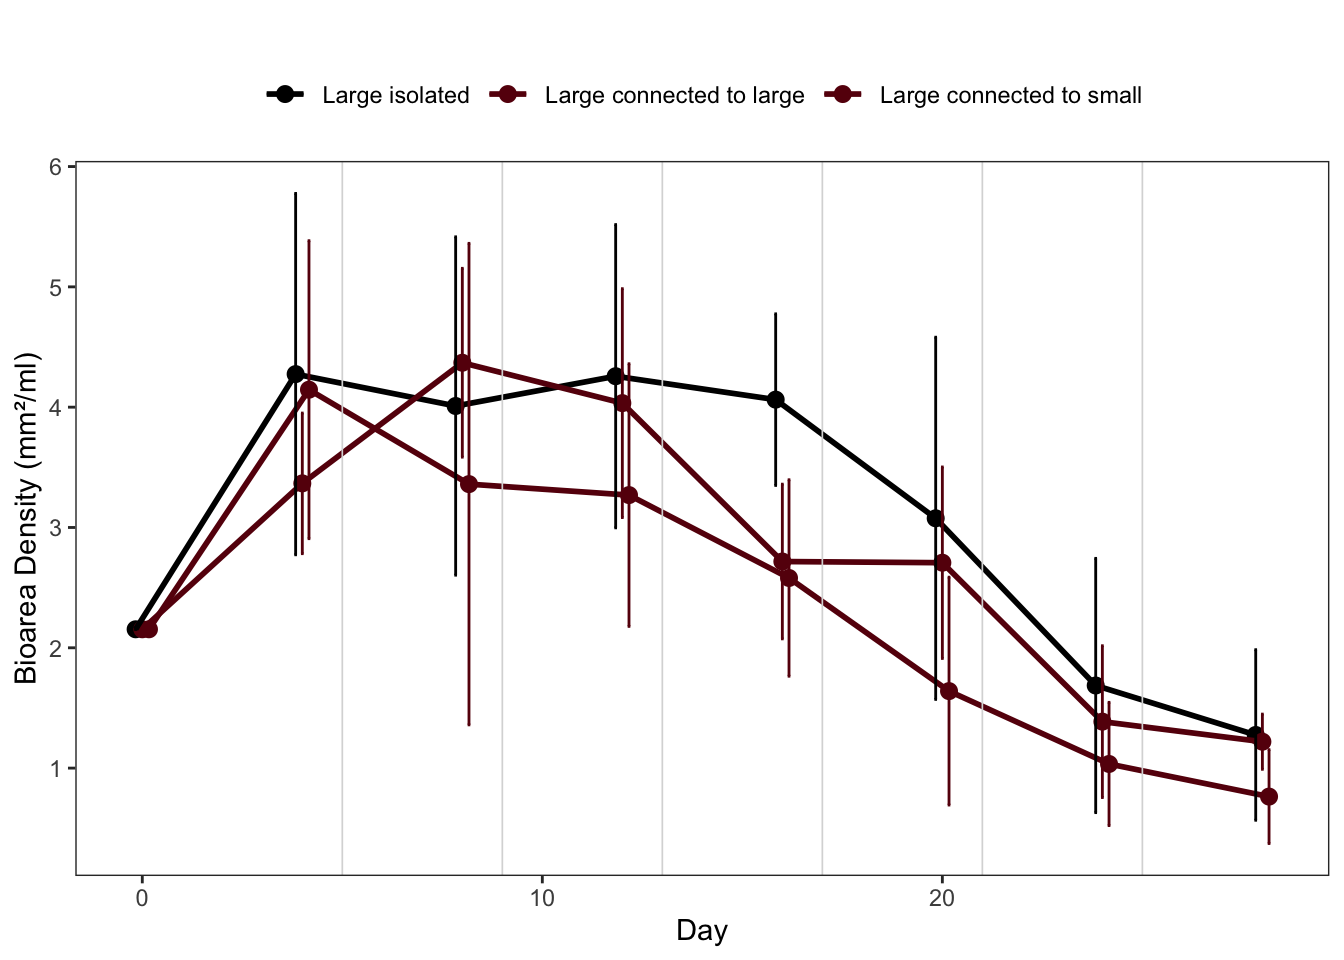 Large isolated Large connected to large Large connected to small
6
5
4
3
2
1
Bioarea Density (mm²/ml)
0 10 20
Day